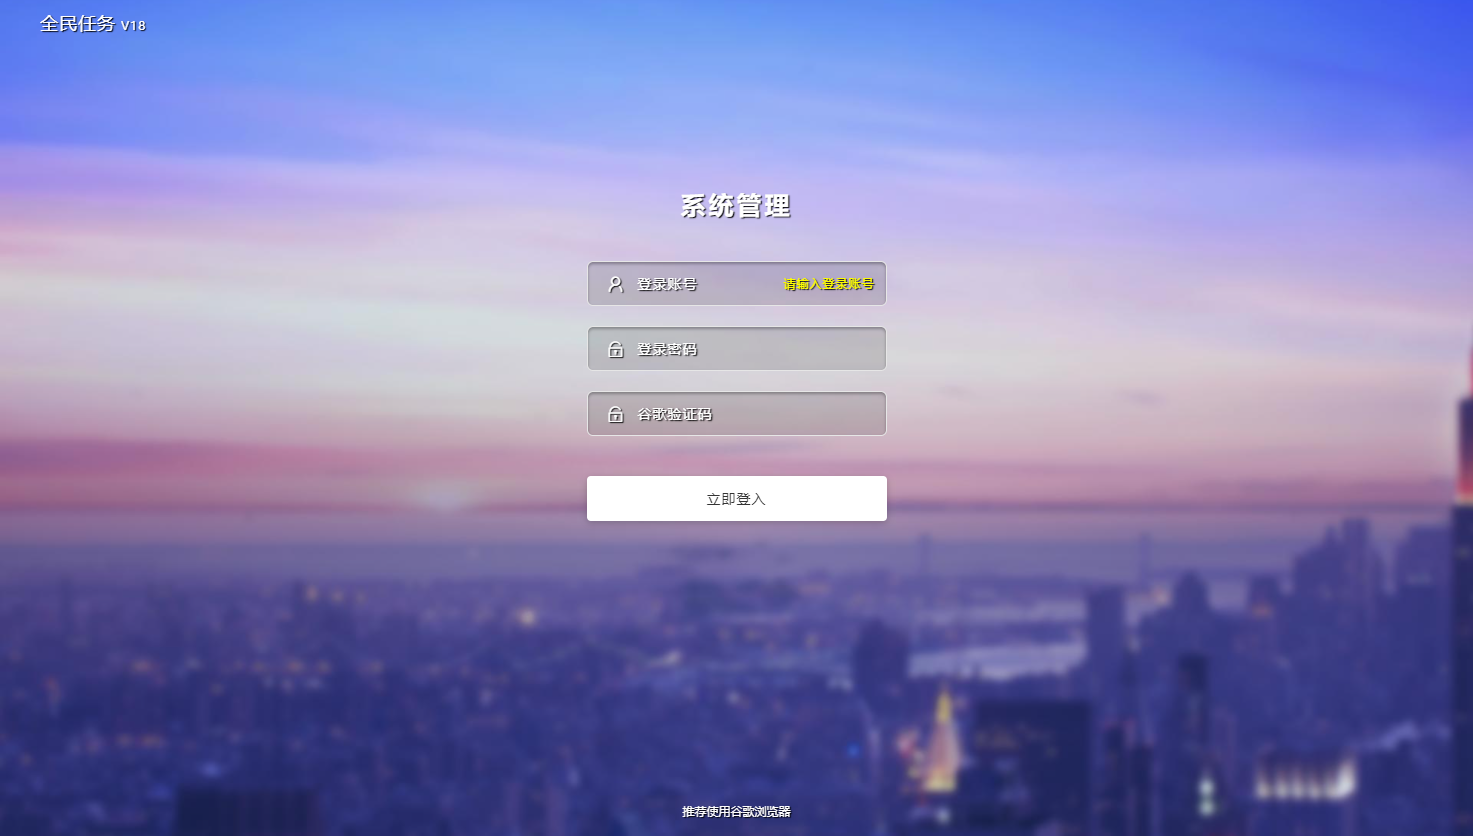 全民任务 V18
系统管理
登录账号 请输入登录账号
登录密码
谷歌验证码
立即登入
推荐使用谷歌浏览器